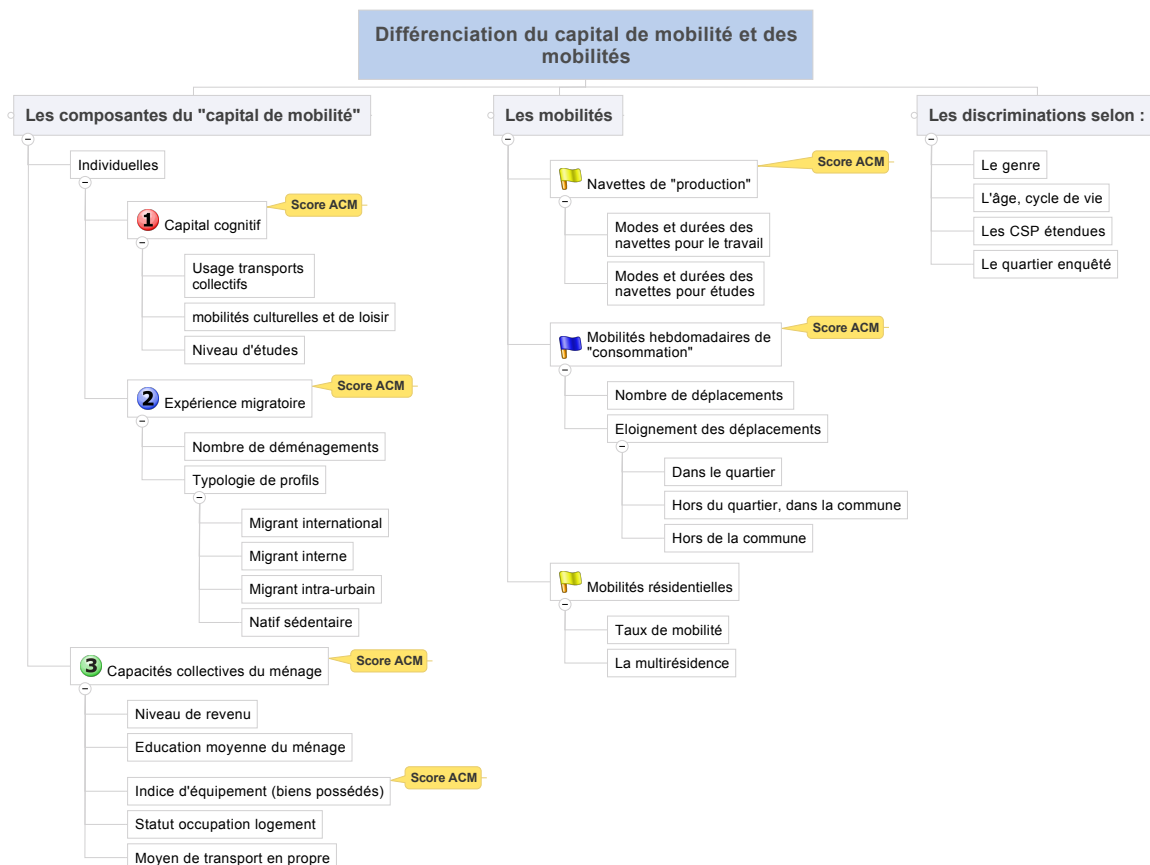 Différenciation du capital de mobilité et des
mobilités
Les composantes du "capital de mobilité"
Individuelles
Score ACM
1 Capital cognitif
Usage transports
collectifs
mobilités culturelles et de loisir
Niveau d'études
Score ACM
2 Expérience migratoire
Nombre de déménagements
Typologie de profils
Migrant international
Migrant interne
Migrant intra-urbain
Natif sédentaire
Score ACM
3 Capacités collectives du ménage
Niveau de revenu
Education moyenne du ménage
Score ACM
Indice d'équipement (biens possédés)
Statut occupation logement
Moyen de transport en propre
Les mobilités
Score ACM
Navettes de "production"
Modes et durées des
navettes pour le travail
Modes et durées des
navettes pour études
Score ACM
Mobilités hebdomadaires de
"consommation"
Nombre de déplacements
Eloignement des déplacements
Dans le quartier
Hors du quartier, dans la commune
Hors de la commune
Mobilités résidentielles
Taux de mobilité
La multirésidence
Les discriminations selon :
Le genre
L'âge, cycle de vie
Les CSP étendues
Le quartier enquêté